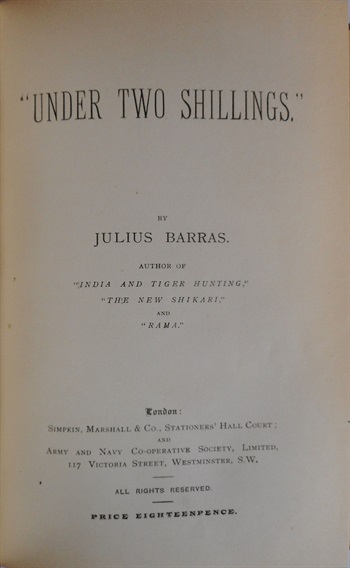 "UNDER TWO SHILLINGS."
BY
JULIUS BARRAS.
AUTHOR OF
"INDIA AND TIGER HUNTING,"
"THE NEW SHIKARI,"
AND
"RAMA."
London:
SIMPKIN, MARSHALL & CO., STATIONERS' HALL COURT;
AND
ARMY AND NAVY CO-OPERATIVE SOCIETY, LIMITED,
117 VICTORIA STREET, WESTMINSTER, S.W.
ALL RIGHTS RESERVED.
PRICE EIGHTEENPENCE.